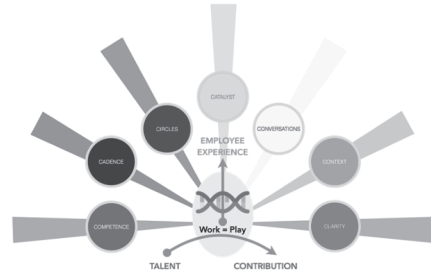 CATALYST
CIRCLES
CONVERSATIONS
EMPLOYEE
EXPERIENCE
CADENCE
CONTEXT
COMPETENCE
Work = Play
CLARITY
TALENT
CONTRIBUTION